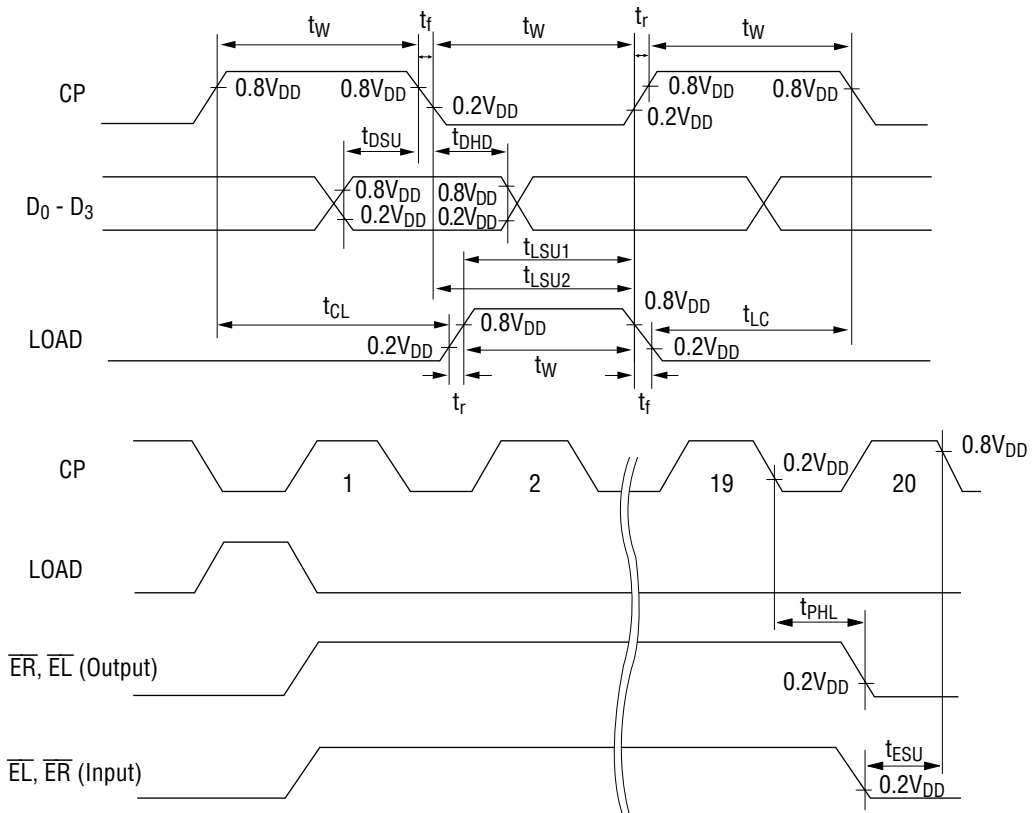 tW tf tW tr tW
CP 0.8VDD 0.8VDD 0.2VDD 0.2VDD 0.8VDD 0.8VDD
tDSU tDHD
D0 - D3 0.8VDD 0.8VDD
0.2VDD 0.2VDD
tLSU1
tLSU2
tCL 0.8VDD tLC
LOAD 0.8VDD
0.2VDD tW 0.2VDD
tr tf
CP 1 2 19 0.2VDD 20 0.8VDD
LOAD
tPHL
ER, EL (Output) 0.2VDD
tESU
EL, ER (Input) 0.2VDD